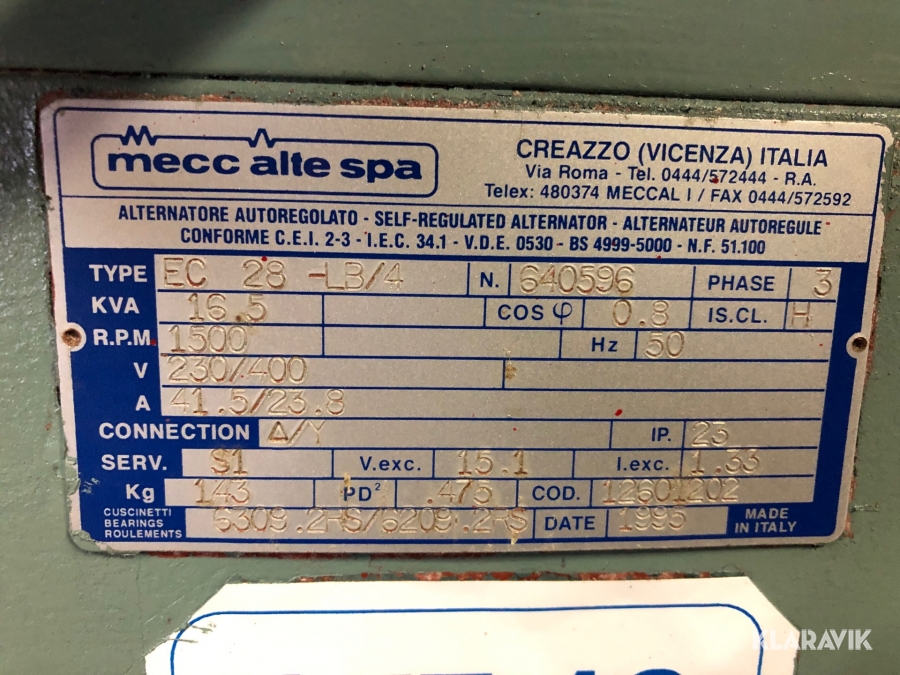 mecc alte spa
CREAZZO (VICENZA) ITALIA
Via Roma - Tel. 0444/572444 - R.A.
Telex: 480374 MECCAL I / FAX 0444/572592
ALTERNATORE AUTOREGOLATO - SELF-REGULATED ALTERNATOR - ALTERNATEUR AUTOREGULE
CONFORME C.E.I. 2-3 - I.E.C. 34.1 - V.D.E. 0530 - BS 4999-5000 - N.F. 51.100
TYPE EC 28 -LB/4 N. 640596 PHASE 3
KVA 16.5 COS φ 0.8 IS.CL. H
R.P.M. 1500 Hz 50
V 230/400
A 41.5/23.8
CONNECTION Δ/Y IP. 23
SERV. S1 V.exc. 15.1 I.exc. 1.33
Kg 143 PD² .475 COD. 12601202
CUSCINETTI
BEARINGS
ROULEMENTS
6309.2RS/6209.2RS DATE 1995
MADE
IN ITALY
KLARAVIK